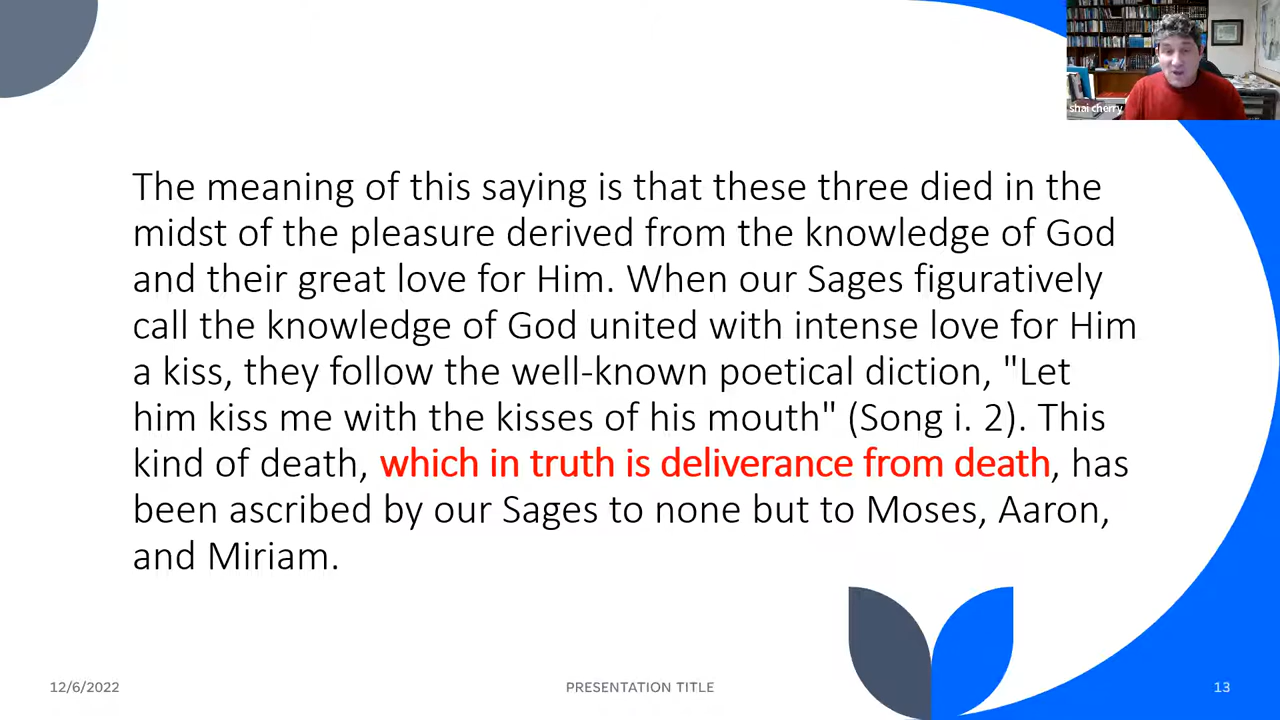 shai cherry
The meaning of this saying is that these three died in the
midst of the pleasure derived from the knowledge of God
and their great love for Him. When our Sages figuratively
call the knowledge of God united with intense love for Him
a kiss, they follow the well-known poetical diction, "Let
him kiss me with the kisses of his mouth" (Song i. 2). This
kind of death, which in truth is deliverance from death, has
been ascribed by our Sages to none but to Moses, Aaron,
and Miriam.
12/6/2022
PRESENTATION TITLE
13